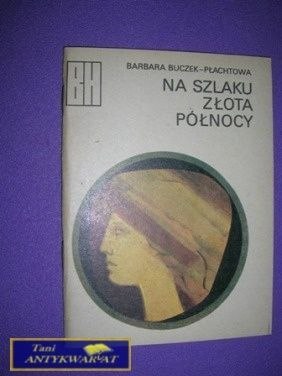 BH
BARBARA BUCZEK-PŁACHTOWA
NA SZLAKU
ZŁOTA
PÓŁNOCY
Tani
ANTYKWARIAT